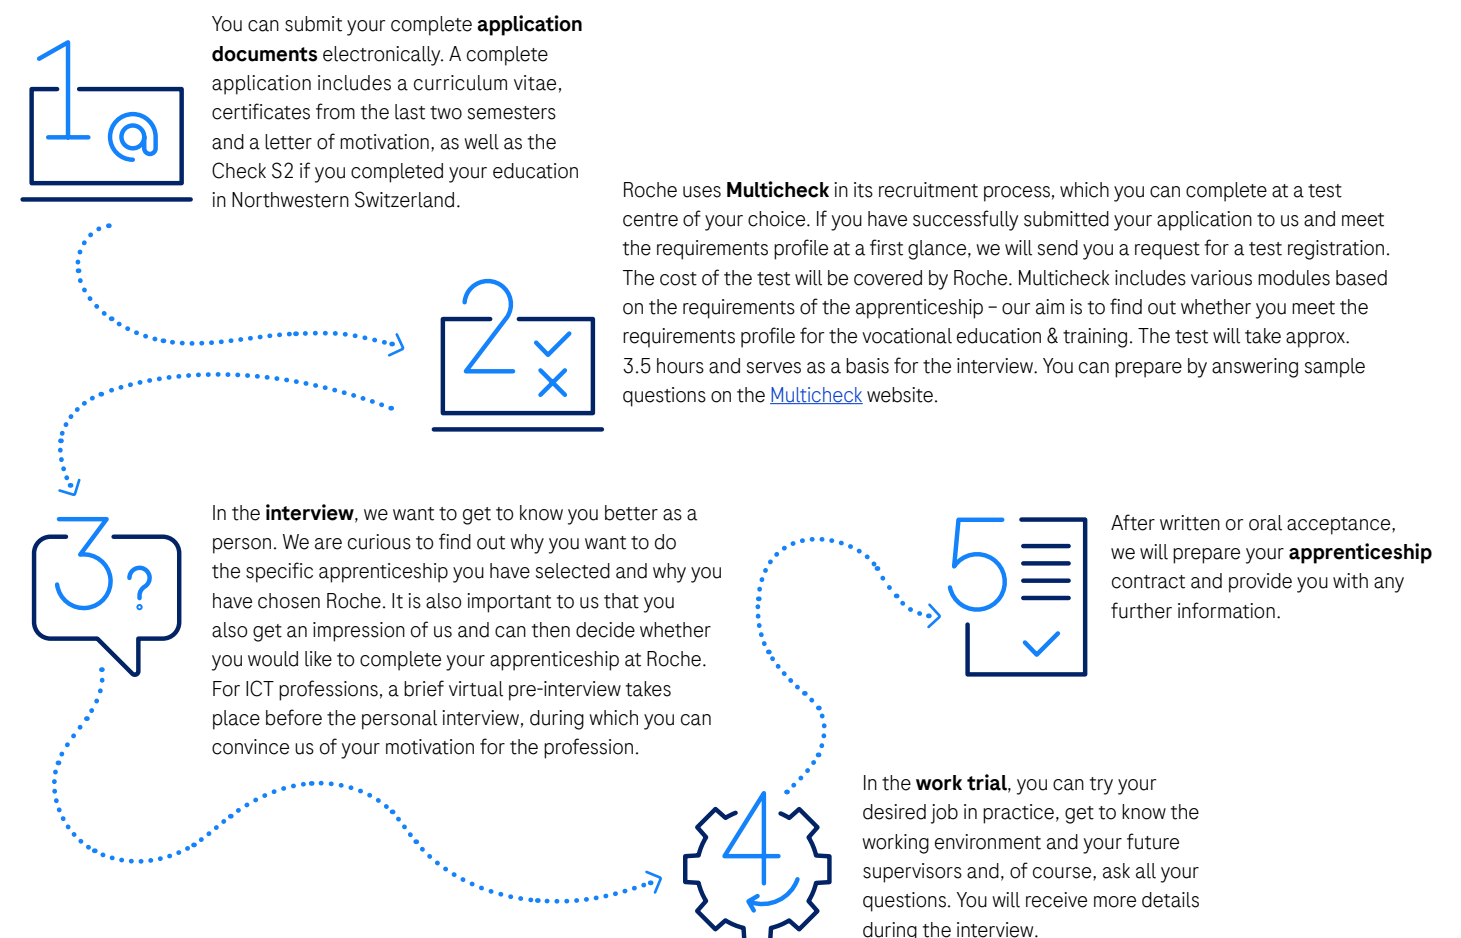 1
@
You can submit your complete application
documents electronically. A complete
application includes a curriculum vitae,
certificates from the last two semesters
and a letter of motivation, as well as the
Check S2 if you completed your education
in Northwestern Switzerland.
2
Roche uses Multicheck in its recruitment process, which you can complete at a test
centre of your choice. If you have successfully submitted your application to us and meet
the requirements profile at a first glance, we will send you a request for a test registration.
The cost of the test will be covered by Roche. Multicheck includes various modules based
on the requirements of the apprenticeship – our aim is to find out whether you meet the
requirements profile for the vocational education & training. The test will take approx.
3.5 hours and serves as a basis for the interview. You can prepare by answering sample
questions on the Multicheck website.
3
?
In the interview, we want to get to know you better as a
person. We are curious to find out why you want to do
the specific apprenticeship you have selected and why you
have chosen Roche. It is also important to us that you
also get an impression of us and can then decide whether
you would like to complete your apprenticeship at Roche.
For ICT professions, a brief virtual pre-interview takes
place before the personal interview, during which you can
convince us of your motivation for the profession.
4
In the work trial, you can try your
desired job in practice, get to know the
working environment and your future
supervisors and, of course, ask all your
questions. You will receive more details
during the interview.
5
After written or oral acceptance,
we will prepare your apprenticeship
contract and provide you with any
further information.